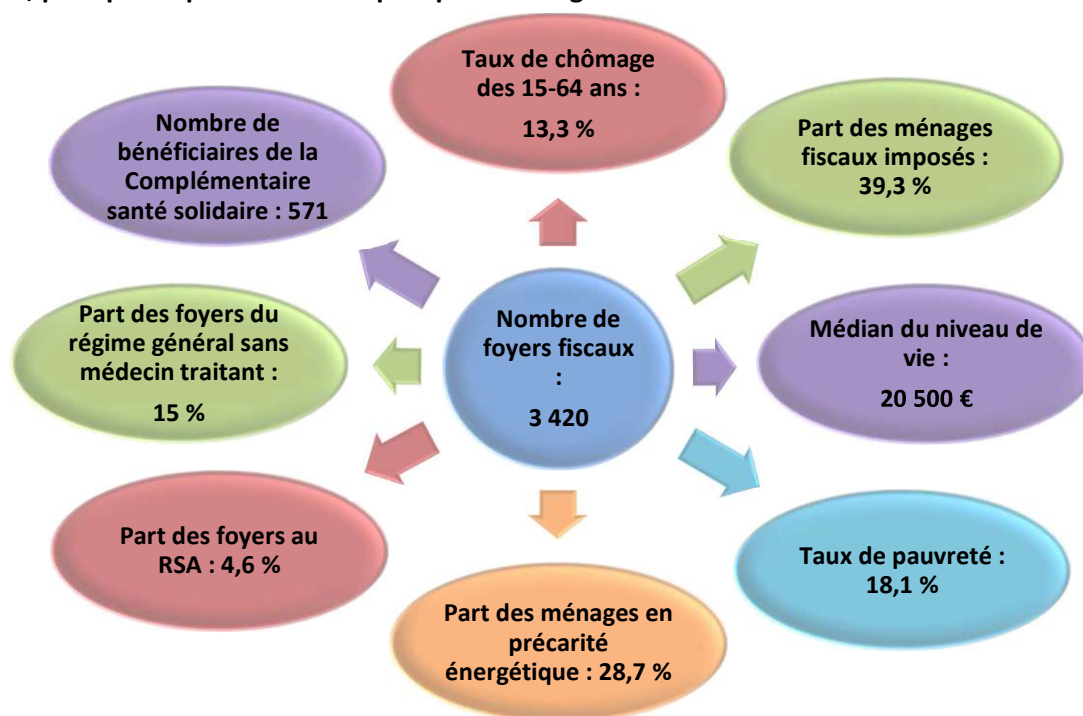 Taux de chômage
des 15-64 ans :
13,3 %
Part des ménages
fiscaux imposés :
39,3 %
Médian du niveau de
vie :
20 500 €
Taux de pauvreté :
18,1 %
Part des ménages en
précarité
énergétique : 28,7 %
Part des foyers au
RSA : 4,6 %
Part des foyers du
régime général sans
médecin traitant :
15 %
Nombre de
bénéficiaires de la
Complémentaire
santé solidaire : 571
Nombre de
foyers fiscaux
:
3 420